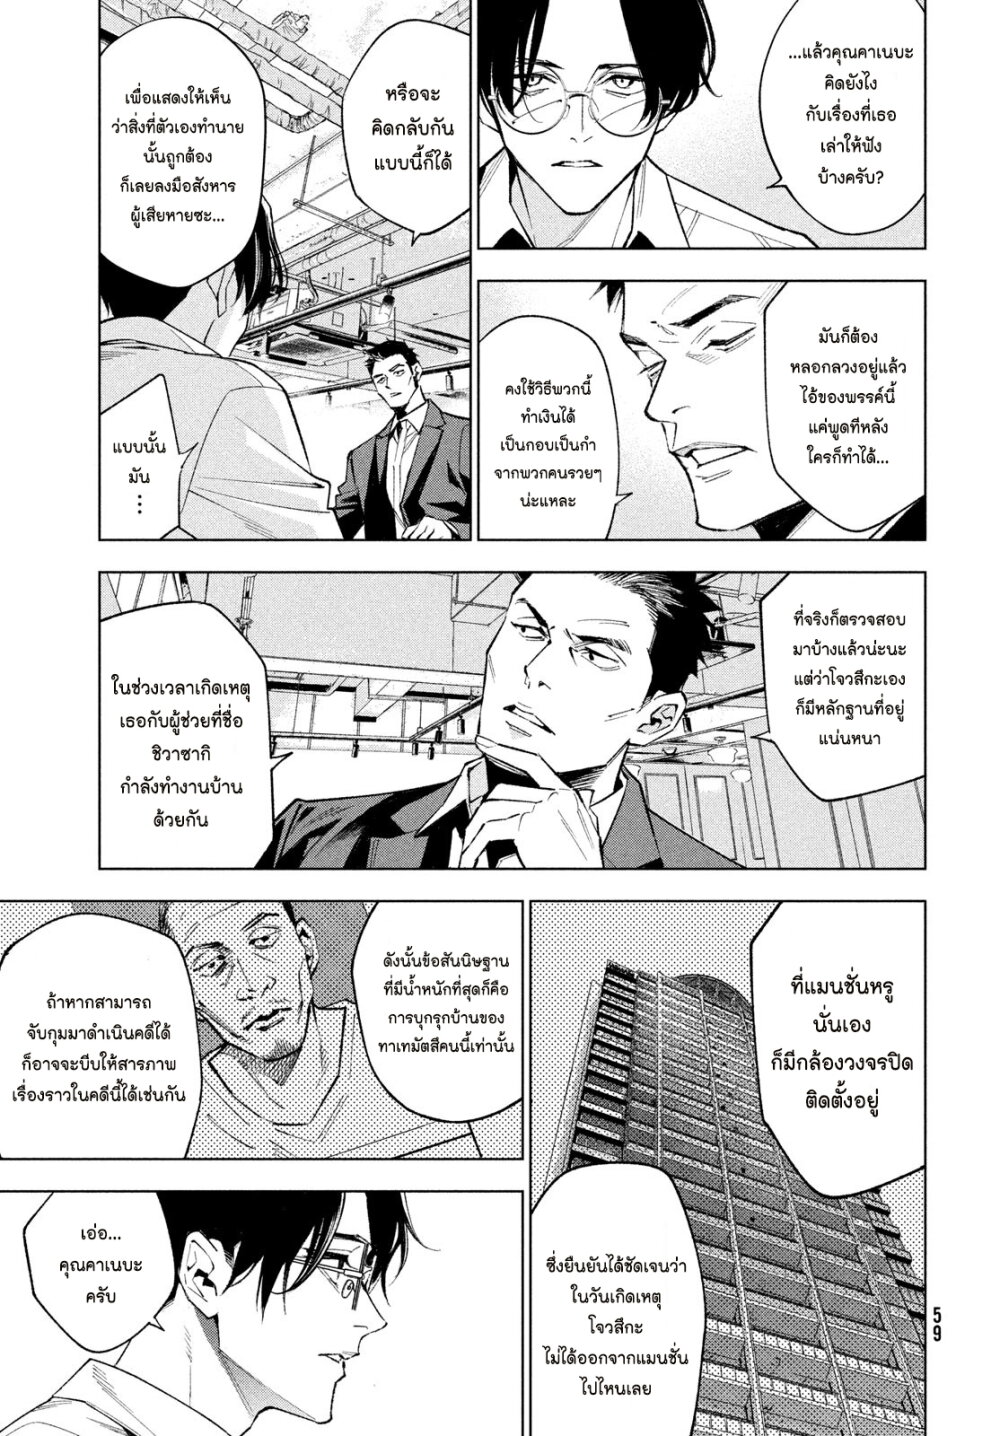 ...แล้วคุณคาเนบะ
คิดยังไง
กับเรื่องที่เธอ
เล่าให้ฟัง
บ้างครับ?
มันก็ต้อง
หลอกลวงอยู่แล้ว
ไอ้ของพรรค์นี้
แค่พูดทีหลัง
ใครก็ทำได้...
คงใช้วิธีพวกนี้
ทำเงินได้
เป็นกอบเป็นกำ
จากพวกคนรวยๆ
น่ะแหละ
หรือจะ
คิดกลับกัน
แบบนี้ก็ได้
เพื่อแสดงให้เห็น
ว่าสิ่งที่ตัวเองทำนาย
นั้นถูกต้อง
ก็เลยลงมือสังหาร
ผู้เสียหายซะ...
แบบนั้น
มัน
...
ที่จริงก็ตรวจสอบ
มาบ้างแล้วน่ะนะ
แต่ว่าโจวสึกะเอง
ก็มีหลักฐานที่อยู่
แน่นหนา
ในช่วงเวลาเกิดเหตุ
เธอกับผู้ช่วยที่ชื่อ
ชิวาซากิ
กำลังทำงานบ้าน
ด้วยกัน
ที่แมนชั่นหรู
นั่นเอง
ก็มีกล้องวงจรปิด
ติดตั้งอยู่
ซึ่งยืนยันได้ชัดเจนว่า
ในวันเกิดเหตุ
โจวสึกะ
ไม่ได้ออกจากแมนชั่น
ไปไหนเลย
ดังนั้นข้อสันนิษฐาน
ที่มีน้ำหนักที่สุดก็คือ
การบุกรุกบ้านของ
ทาเทมัตสึคนนี้เท่านั้น
ถ้าหากสามารถ
จับกุมมาดำเนินคดีได้
ก็อาจจะบีบให้สารภาพ
เรื่องราวในคดีนี้ได้เช่นกัน
เอ่อ...
คุณคาเนบะ
ครับ
59